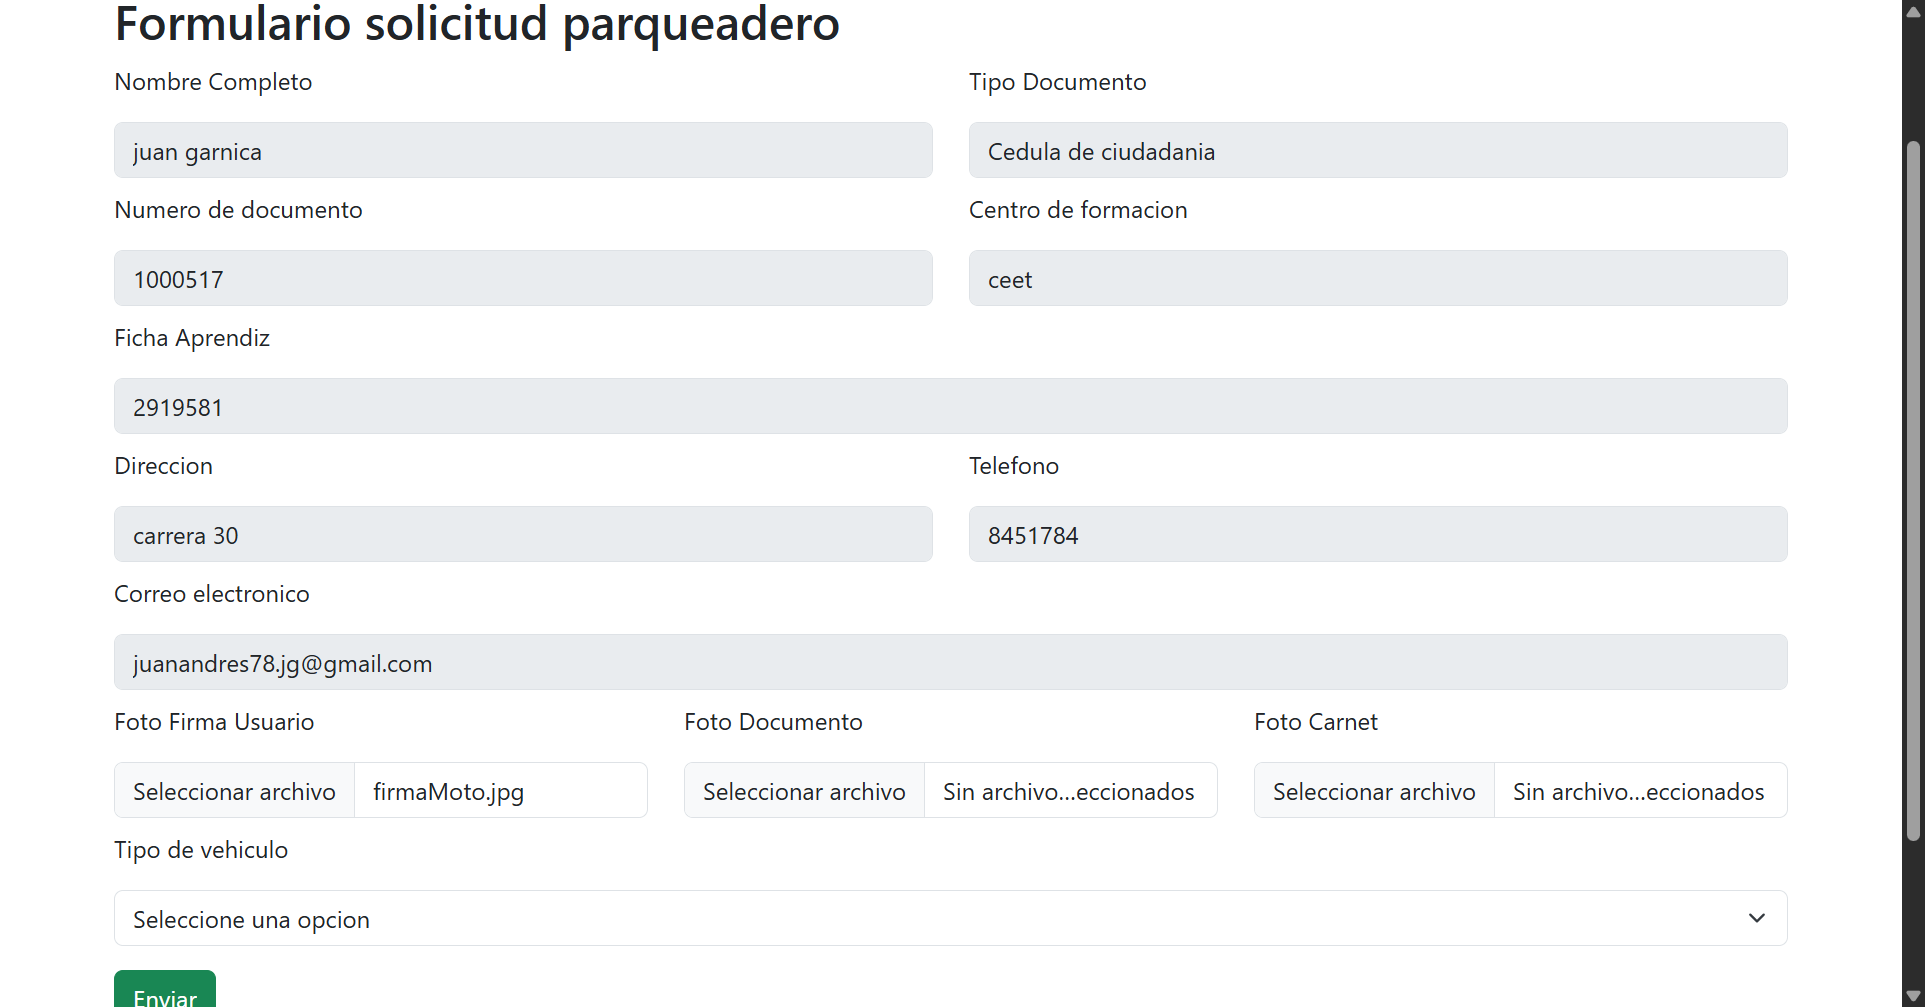 Formulario solicitud parqueadero
Nombre Completo
Tipo Documento
juan garnica
Cedula de ciudadania
Numero de documento
Centro de formacion
1000517
ceet
Ficha Aprendiz
2919581
Direccion
Telefono
carrera 30
8451784
Correo electronico
juanandres78.jg@gmail.com
Foto Firma Usuario
Foto Documento
Foto Carnet
Seleccionar archivo firmaMoto.jpg
Seleccionar archivo Sin archivo...eccionados
Seleccionar archivo Sin archivo...eccionados
Tipo de vehiculo
Seleccione una opcion
Enviar